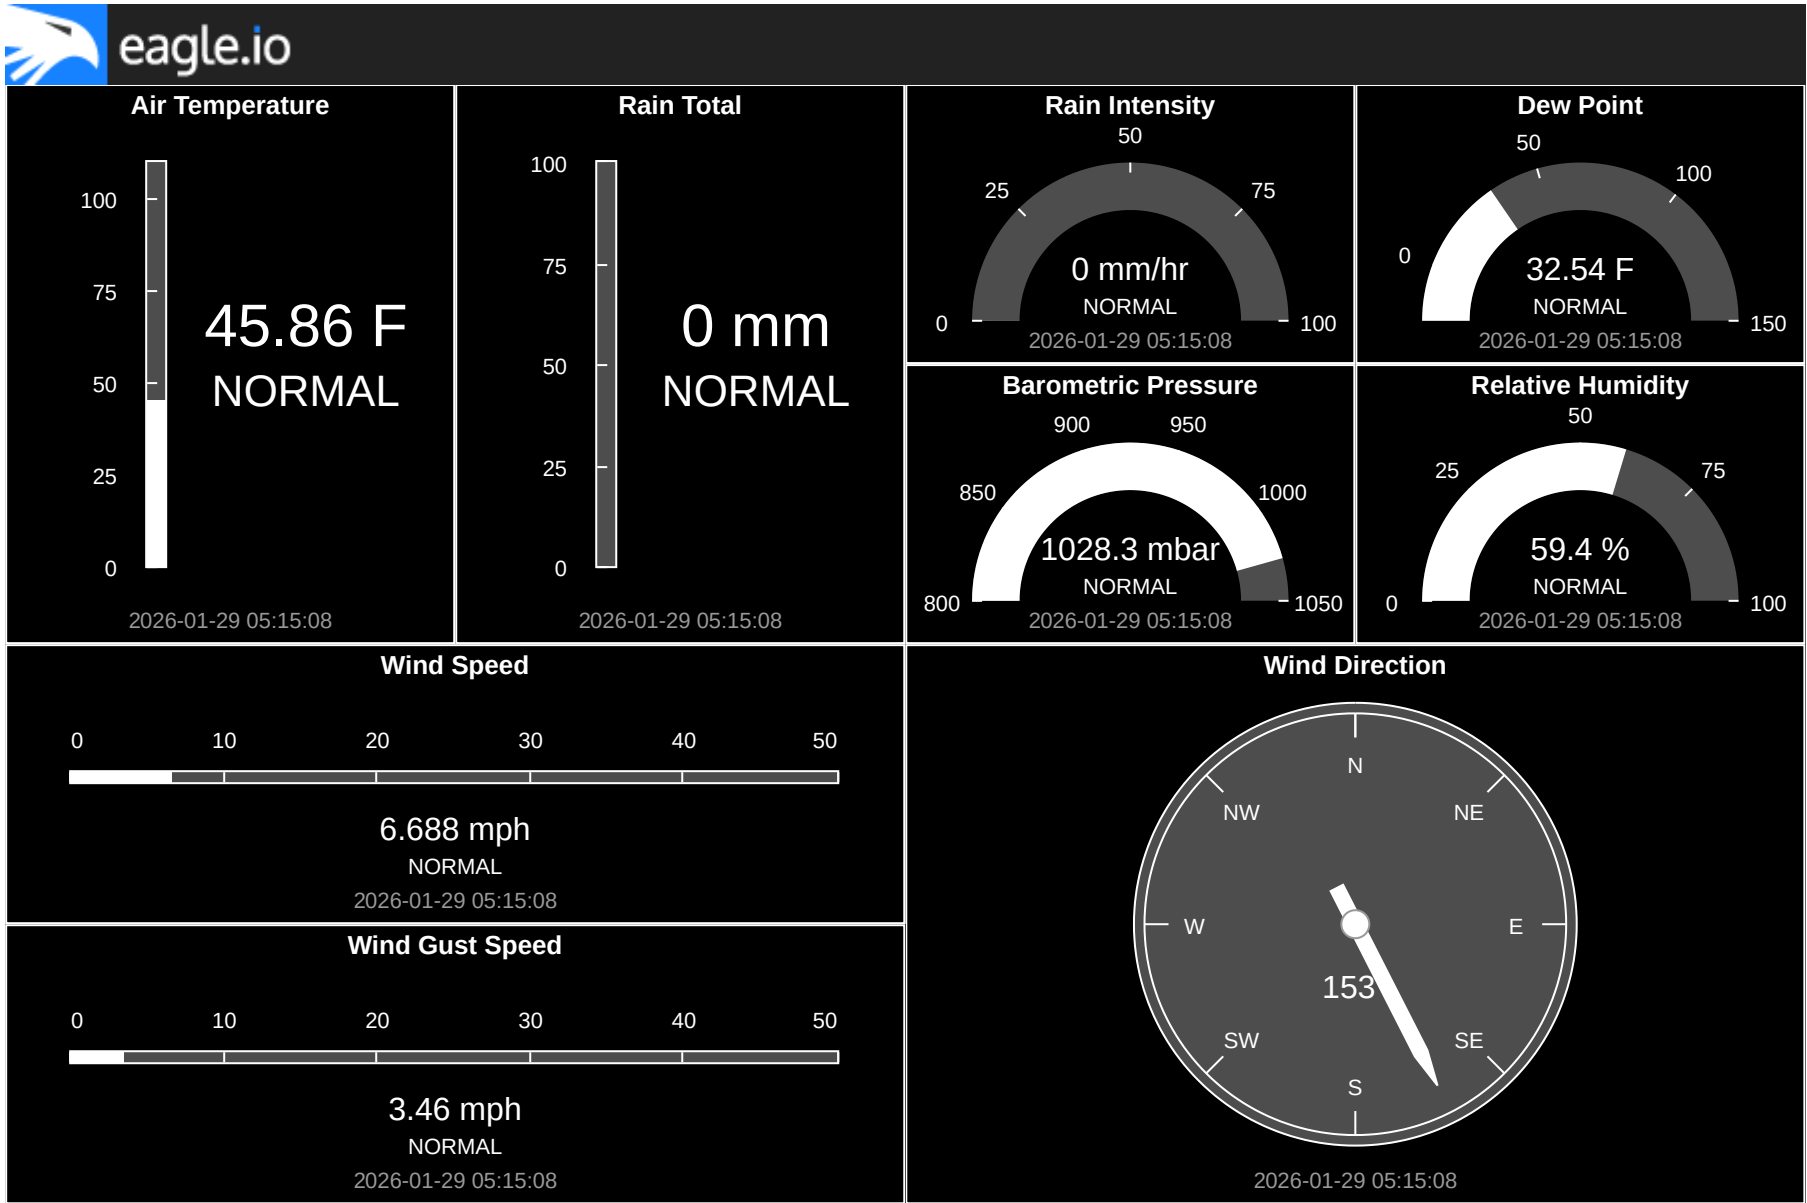 eagle.io
Air Temperature
100
75
50
25
0
45.86 F
NORMAL
2026-01-29 05:15:08
Rain Total
100
75
50
25
0
0 mm
NORMAL
2026-01-29 05:15:08
Rain Intensity
50
25
75
0
100
0 mm/hr
NORMAL
2026-01-29 05:15:08
Dew Point
50
100
0
150
32.54 F
NORMAL
2026-01-29 05:15:08
Barometric Pressure
900
950
850
1000
800
1050
1028.3 mbar
NORMAL
2026-01-29 05:15:08
Relative Humidity
50
25
75
0
100
59.4 %
NORMAL
2026-01-29 05:15:08
Wind Speed
0 10 20 30 40 50
6.688 mph
NORMAL
2026-01-29 05:15:08
Wind Gust Speed
0 10 20 30 40 50
3.46 mph
NORMAL
2026-01-29 05:15:08
Wind Direction
N
NW
NE
W
E
153
SW
SE
S
2026-01-29 05:15:08